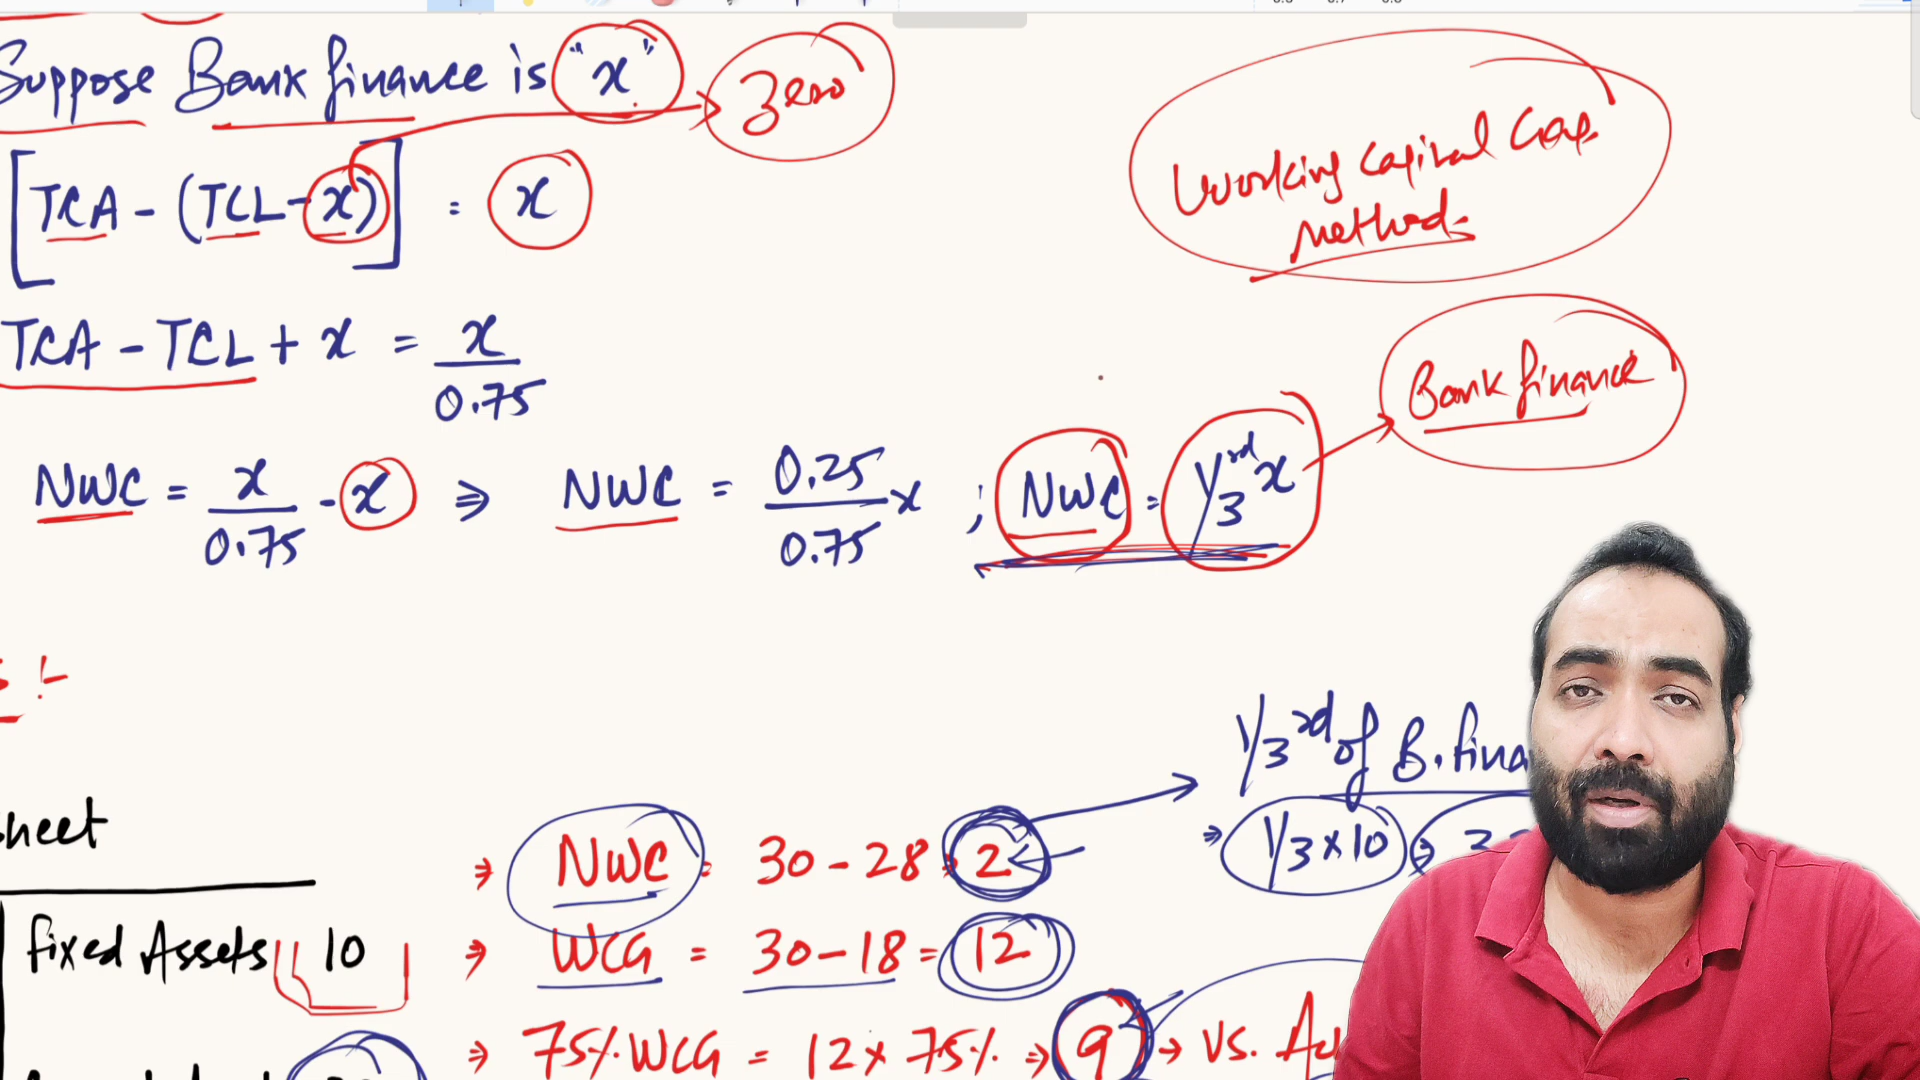 Suppose Bank finance is "x"
Zero
Working Capital Gap
Method
[TCA - (TCL - x)] = x
TCA - TCL + x = x/0.75
Bank finance
NWC = x/0.75 - x ⇒ NWC = 0.25/0.75 x ; NWC = 1/3rd x
1/3rd of B. fina
sheet
⇒ NWC = 30 - 28 = 2
⇒ 1/3 × 10 ⇒
Fixed Assets 10
⇒ WCG = 30 - 18 = 12
⇒ 75% WCG = 12 × 75% ⇒ 9 → VS.